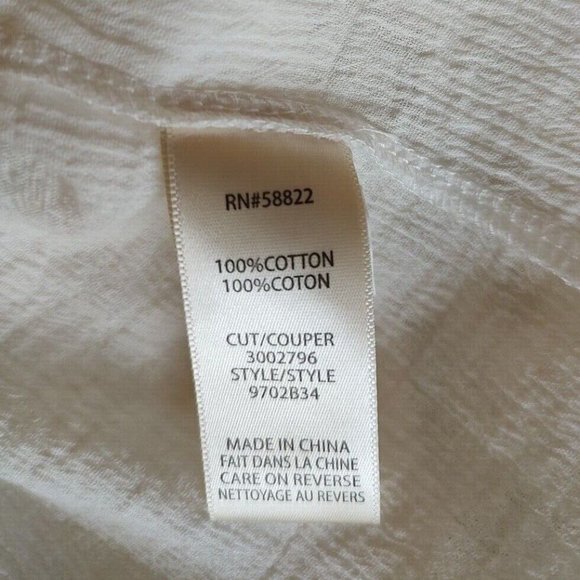 RN#58822
100%COTTON
100%COTON
CUT/COUPER
3002796
STYLE/STYLE
9702B34
MADE IN CHINA
FAIT DANS LA CHINE
CARE ON REVERSE
NETTOYAGE AU REVERS